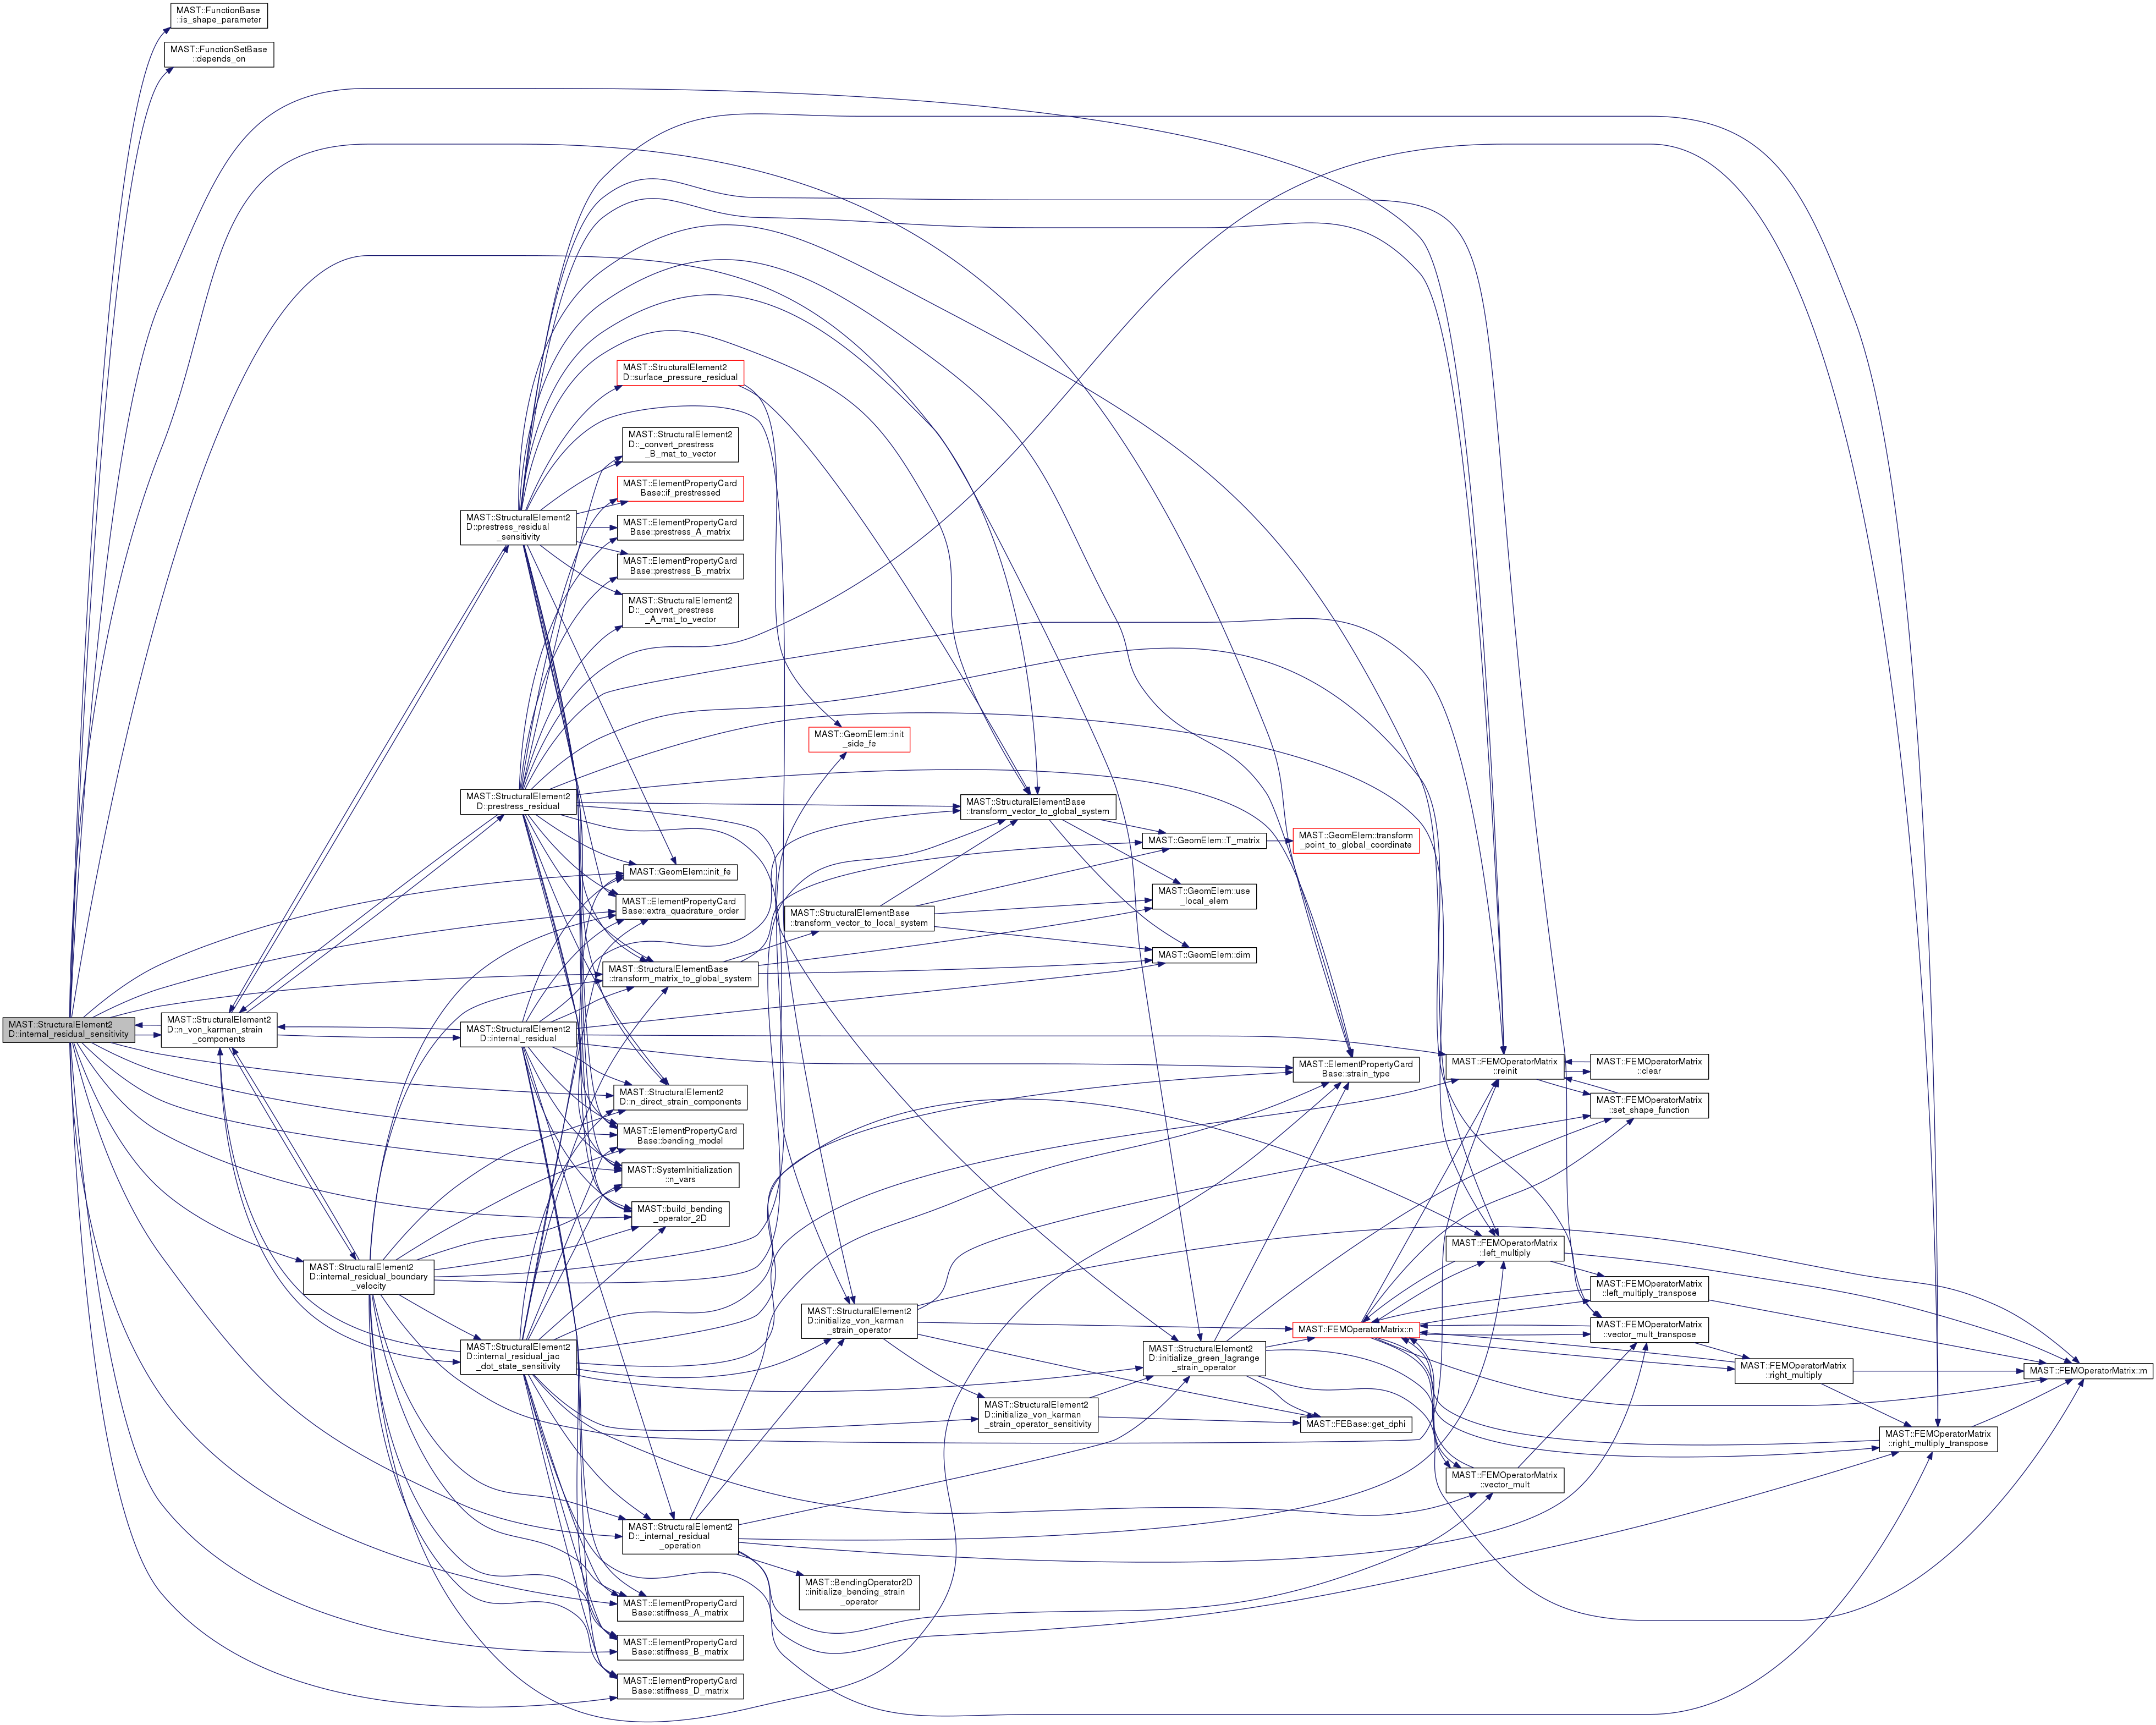 MAST::FunctionBase
::is_shape_parameter
MAST::FunctionSetBase
::depends_on
MAST::StructuralElement2
D::internal_residual_sensitivity
MAST::StructuralElement2
D::n_von_karman_strain
_components
MAST::StructuralElement2
D::internal_residual_boundary
_velocity
MAST::StructuralElement2
D::prestress_residual
_sensitivity
MAST::StructuralElement2
D::prestress_residual
MAST::StructuralElement2
D::internal_residual
MAST::StructuralElement2
D::internal_residual_jac
_dot_state_sensitivity
MAST::StructuralElement2
D::surface_pressure_residual
MAST::StructuralElement2
D::_convert_prestress
_B_mat_to_vector
MAST::ElementPropertyCard
Base::if_prestressed
MAST::ElementPropertyCard
Base::prestress_A_matrix
MAST::ElementPropertyCard
Base::prestress_B_matrix
MAST::StructuralElement2
D::_convert_prestress
_A_mat_to_vector
MAST::GeomElem::init_fe
MAST::ElementPropertyCard
Base::extra_quadrature_order
MAST::StructuralElementBase
::transform_matrix_to_global_system
MAST::StructuralElement2
D::n_direct_strain_components
MAST::ElementPropertyCard
Base::bending_model
MAST::SystemInitialization
::n_vars
MAST::build_bending
_operator_2D
MAST::StructuralElement2
D::_internal_residual
_operation
MAST::ElementPropertyCard
Base::stiffness_A_matrix
MAST::ElementPropertyCard
Base::stiffness_B_matrix
MAST::ElementPropertyCard
Base::stiffness_D_matrix
MAST::GeomElem::init
_side_fe
MAST::StructuralElementBase
::transform_vector_to_local_system
MAST::StructuralElement2
D::initialize_von_karman
_strain_operator
MAST::BendingOperator2D
::initialize_bending_strain
_operator
MAST::StructuralElementBase
::transform_vector_to_global_system
MAST::StructuralElement2
D::initialize_von_karman
_strain_operator_sensitivity
MAST::GeomElem::T_matrix
MAST::GeomElem::use
_local_elem
MAST::GeomElem::dim
MAST::StructuralElement2
D::initialize_green_lagrange
_strain_operator
MAST::GeomElem::transform
_point_to_global_coordinate
MAST::ElementPropertyCard
Base::strain_type
MAST::FEMOperatorMatrix::n
MAST::FEBase::get_dphi
MAST::FEMOperatorMatrix
::reinit
MAST::FEMOperatorMatrix
::left_multiply
MAST::FEMOperatorMatrix
::vector_mult
MAST::FEMOperatorMatrix
::clear
MAST::FEMOperatorMatrix
::set_shape_function
MAST::FEMOperatorMatrix
::left_multiply_transpose
MAST::FEMOperatorMatrix
::vector_mult_transpose
MAST::FEMOperatorMatrix
::right_multiply
MAST::FEMOperatorMatrix
::right_multiply_transpose
MAST::FEMOperatorMatrix::m